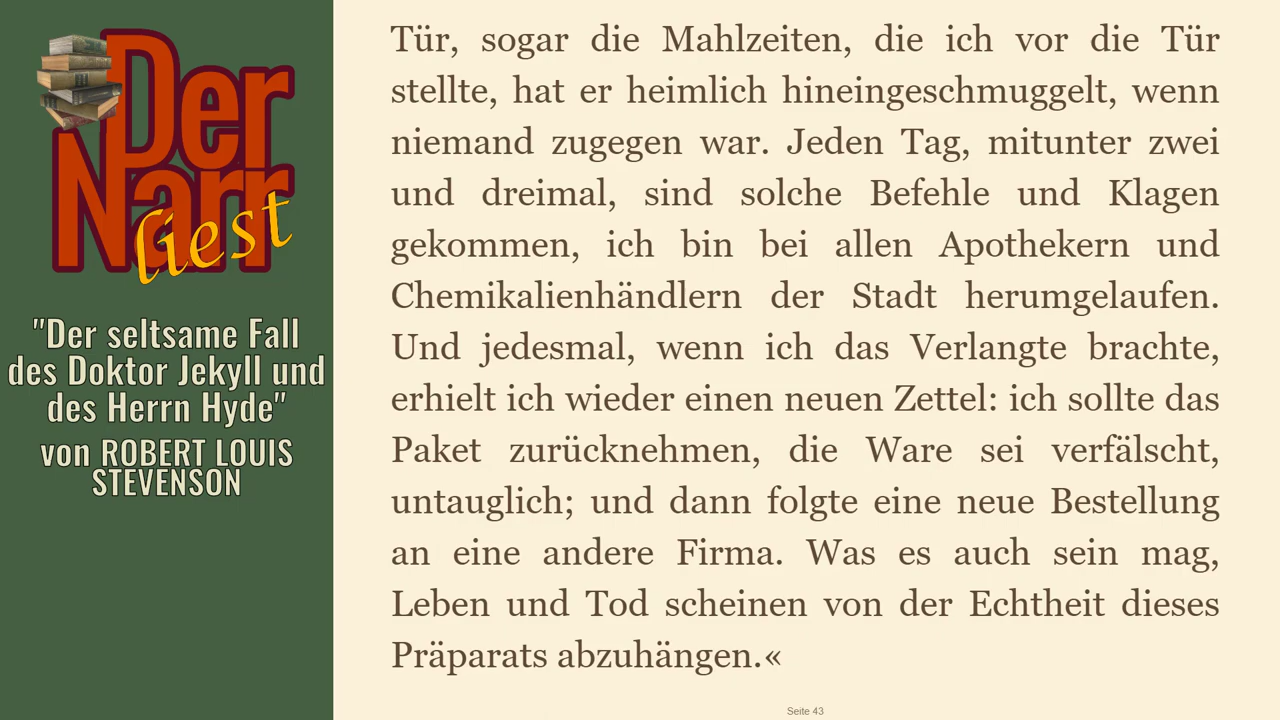 Der
Narr
liest
"Der seltsame Fall
des Doktor Jekyll und
des Herrn Hyde"
von ROBERT LOUIS
STEVENSON
Tür, sogar die Mahlzeiten, die ich vor die Tür
stellte, hat er heimlich hineingeschmuggelt, wenn
niemand zugegen war. Jeden Tag, mitunter zwei
und dreimal, sind solche Befehle und Klagen
gekommen, ich bin bei allen Apothekern und
Chemikalienhändlern der Stadt herumgelaufen.
Und jedesmal, wenn ich das Verlangte brachte,
erhielt ich wieder einen neuen Zettel: ich sollte das
Paket zurücknehmen, die Ware sei verfälscht,
untauglich; und dann folgte eine neue Bestellung
an eine andere Firma. Was es auch sein mag,
Leben und Tod scheinen von der Echtheit dieses
Präparats abzuhängen.«
Seite 43